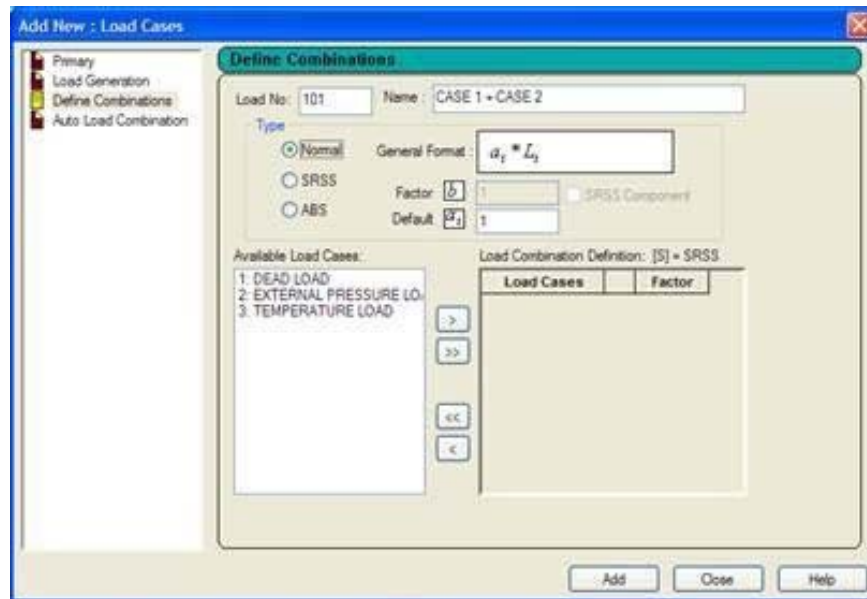 Add New : Load Cases
Primary
Load Generation
Define Combinations
Auto Load Combination
Define Combinations
Load No: 101 Name : CASE 1 + CASE 2
Type
Normal General Format : aᵢ * Lᵢ
SRSS
Factor b 1 SRSS Component
ABS
Default aᵢ 1
Available Load Cases:
1: DEAD LOAD
2: EXTERNAL PRESSURE LO
3: TEMPERATURE LOAD
> 
>>
<<
<
Load Combination Definition: [S] = SRSS
Load Cases Factor
Add Close Help